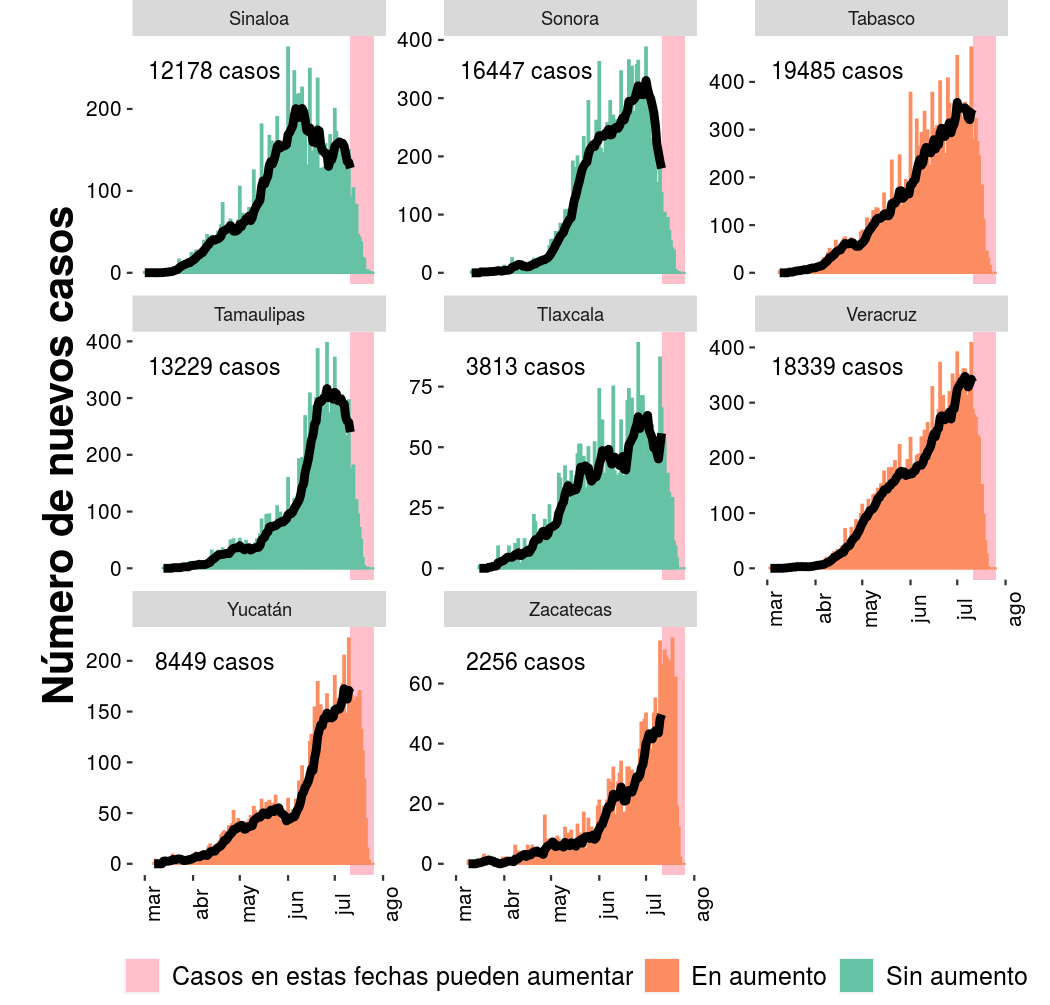 Número de nuevos casos
Sinaloa
12178 casos
200
100
0
Sonora
16447 casos
400
300
200
100
0
Tabasco
19485 casos
400
300
200
100
0
Tamaulipas
13229 casos
400
300
200
100
0
Tlaxcala
3813 casos
75
50
25
0
Veracruz
18339 casos
400
300
200
100
0
mar
abr
may
jun
jul
ago
Yucatán
8449 casos
200
150
100
50
0
mar
abr
may
jun
jul
ago
Zacatecas
2256 casos
60
40
20
0
mar
abr
may
jun
jul
ago
Casos en estas fechas pueden aumentar
En aumento
Sin aumento